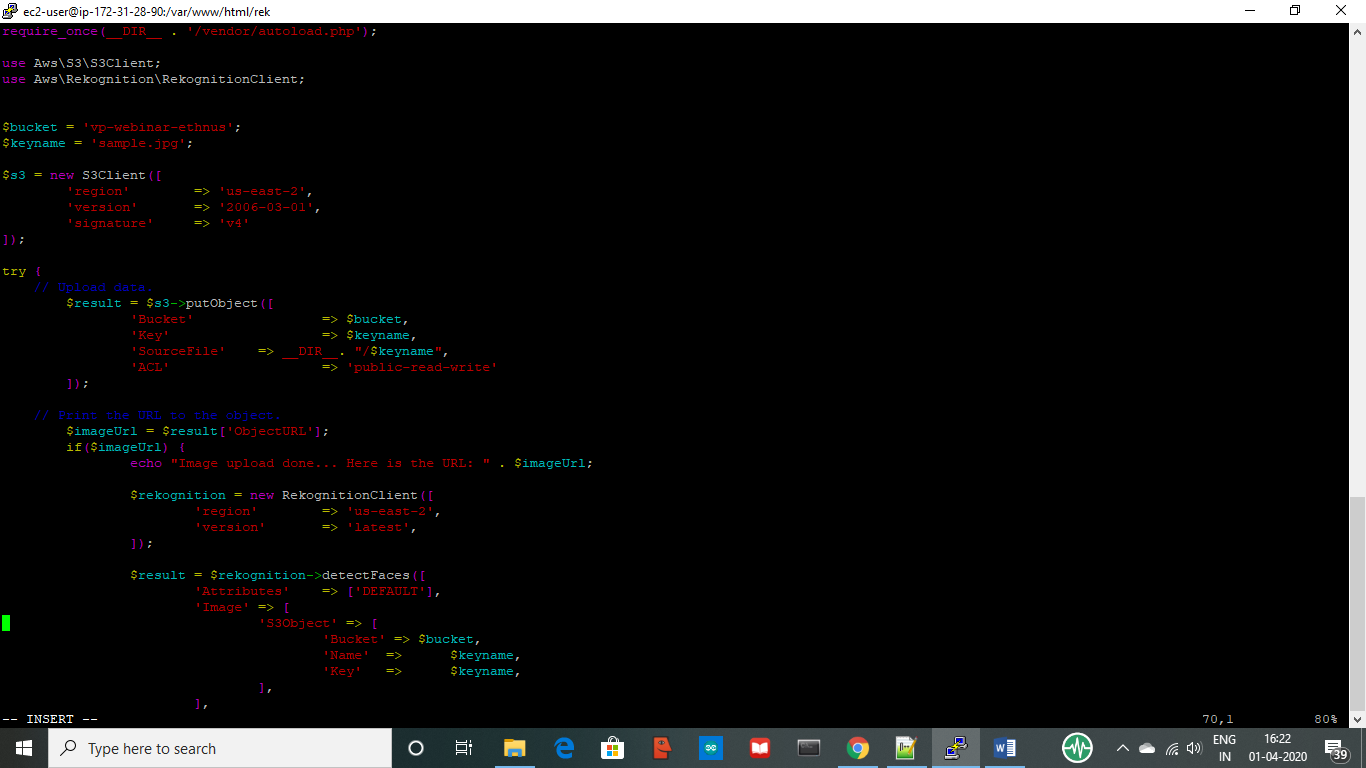 ec2-user@ip-172-31-28-90:/var/www/html/rek
require_once(__DIR__ . '/vendor/autoload.php');
use Aws\S3\S3Client;
use Aws\Rekognition\RekognitionClient;
$bucket = 'vp-webinar-ethnus';
$keyname = 'sample.jpg';
$s3 = new S3Client([
'region' => 'us-east-2',
'version' => '2006-03-01',
'signature' => 'v4'
]);
try {
// Upload data.
$result = $s3->putObject([
'Bucket' => $bucket,
'Key' => $keyname,
'SourceFile' => __DIR__. "/$keyname",
'ACL' => 'public-read-write'
]);
// Print the URL to the object.
$imageUrl = $result['ObjectURL'];
if($imageUrl) {
echo "Image upload done... Here is the URL: " . $imageUrl;
$rekognition = new RekognitionClient([
'region' => 'us-east-2',
'version' => 'latest',
]);
$result = $rekognition->detectFaces([
'Attributes' => ['DEFAULT'],
'Image' => [
'S3Object' => [
'Bucket' => $bucket,
'Name' => $keyname,
'Key' => $keyname,
],
],
-- INSERT -- 70,1 80%
Type here to search
ENG 16:22
IN 01-04-2020 39